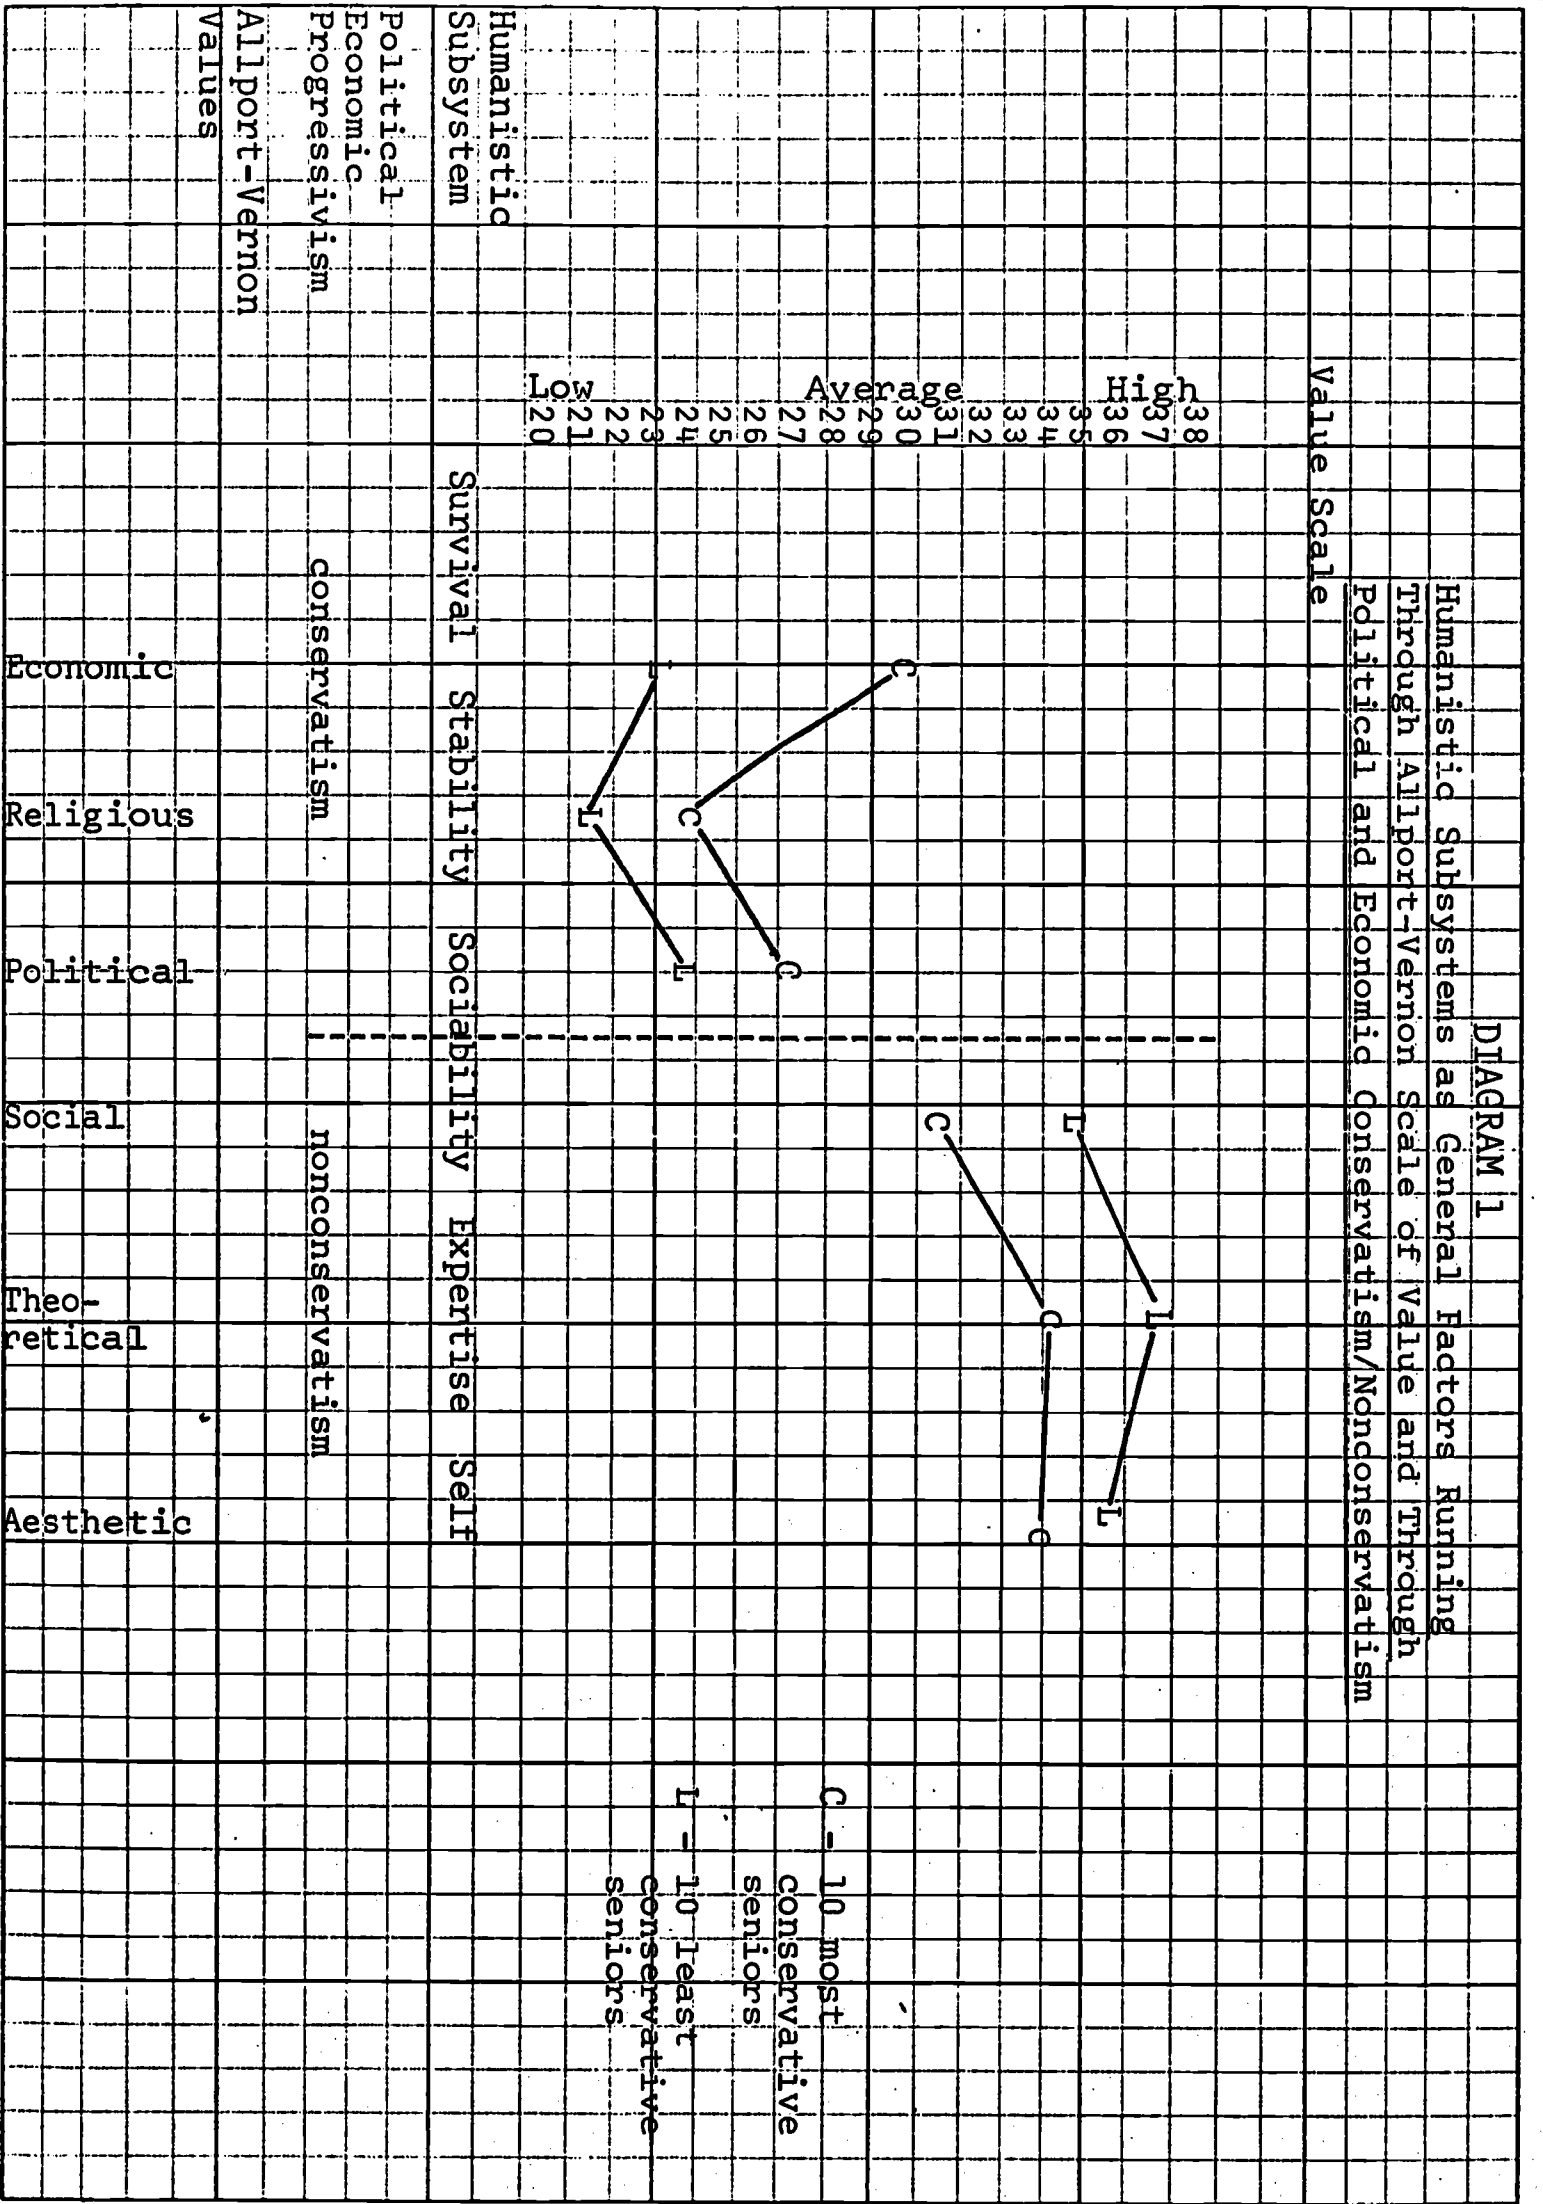 DIAGRAM 1
Humanistic Subsystems as General Factors Running
Through Allport-Vernon Scale of Value and Through
Political and Economic Conservatism/Nonconservatism
Value Scale
High
Average
Low
38
37
36
35
34
33
32
31
30
29
28
27
26
25
24
23
22
21
20
C
L
C
L
C
L
L
C
L
C
L
C
C - 10 most
conservative
seniors
L - 10 least
conservative
seniors
Humanistic
Subsystem
Survival Stability Sociability Expertise Self
Political
Economic
Progressivism
conservatism
nonconservatism
Allport-Vernon
Values
Economic
Religious
Political
Social
Theo-
retical
Aesthetic